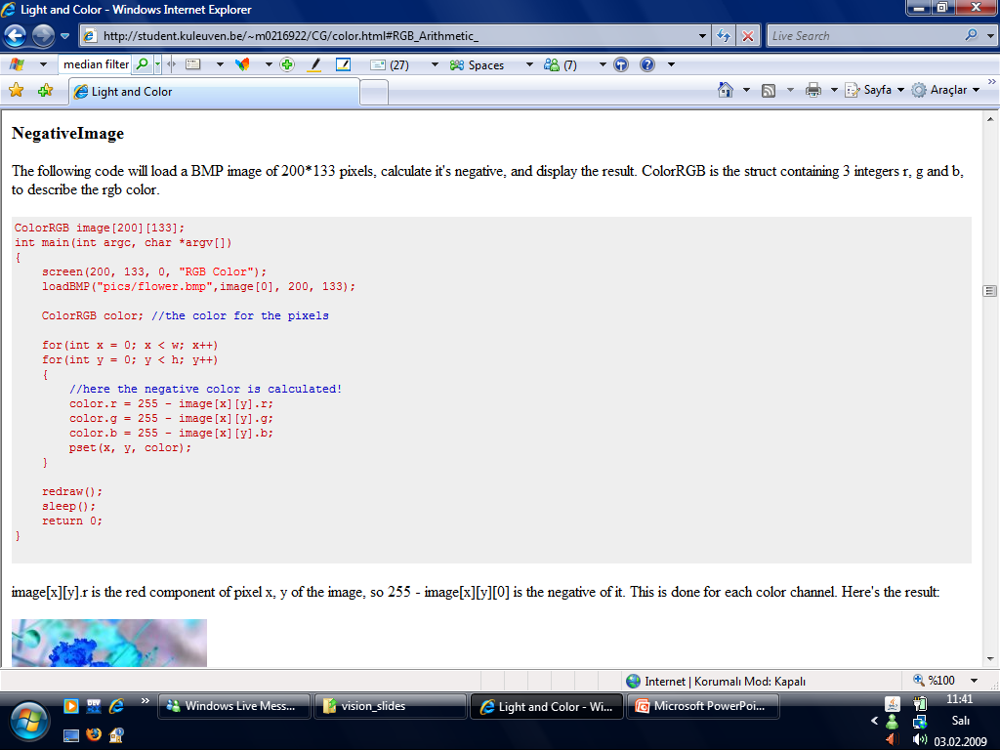 Light and Color - Windows Internet Explorer
http://student.kuleuven.be/~m0216922/CG/color.html#RGB_Arithmetic_
Live Search
median filter
(27)
Spaces
(7)
Light and Color
Sayfa
Araçlar
NegativeImage
The following code will load a BMP image of 200*133 pixels, calculate it's negative, and display the result. ColorRGB is the struct containing 3 integers r, g and b,
to describe the rgb color.
ColorRGB image[200][133];
int main(int argc, char *argv[])
{
    screen(200, 133, 0, "RGB Color");
    loadBMP("pics/flower.bmp",image[0], 200, 133);
    ColorRGB color; //the color for the pixels
    for(int x = 0; x < w; x++)
    for(int y = 0; y < h; y++)
    {
        //here the negative color is calculated!
        color.r = 255 - image[x][y].r;
        color.g = 255 - image[x][y].g;
        color.b = 255 - image[x][y].b;
        pset(x, y, color);
    }
    redraw();
    sleep();
    return 0;
}
image[x][y].r is the red component of pixel x, y of the image, so 255 - image[x][y][0] is the negative of it. This is done for each color channel. Here's the result:
Internet | Korumalı Mod: Kapalı
%100
Windows Live Mess...
vision_slides
Light and Color - Wi...
Microsoft PowerPoi...
11:41
Salı
03.02.2009